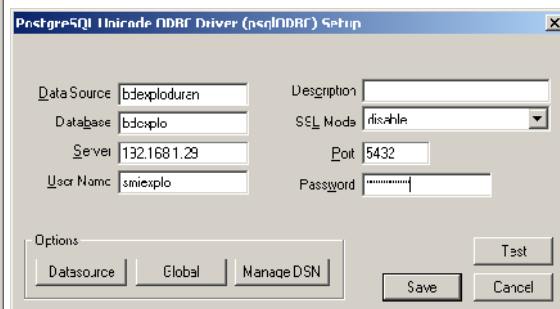 PostgreSQL Unicode ODBC Driver (psqlODBC) Setup
Data Source bdexploduran
Description
Database bdexplo
SSL Mode disable
Server 192.168.1.29
Port 5432
User Name smiexplo
Password
Options
Datasource Global Manage DSN
Test
Save Cancel